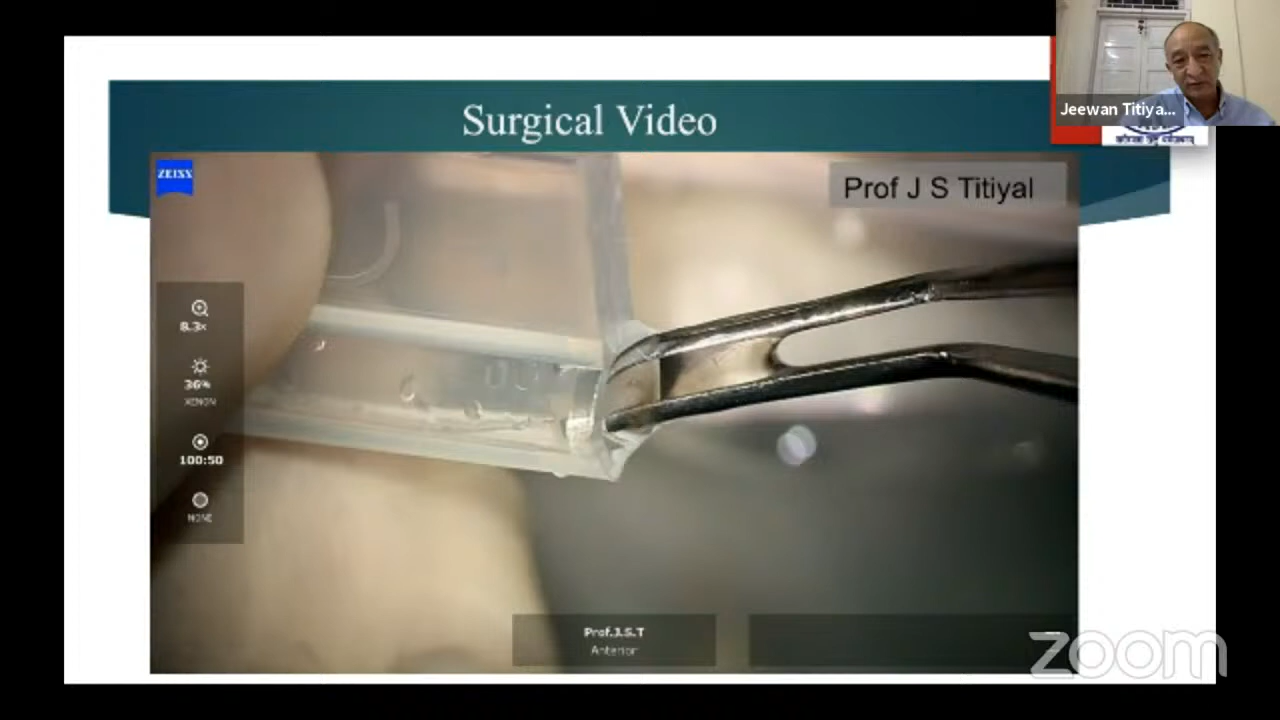 Surgical Video
Jeewan Titiya...
ZEISS
Prof J S Titiyal
8.3x
36%
XENON
100:50
NONE
Prof.J.S.T
Anterior
zoom